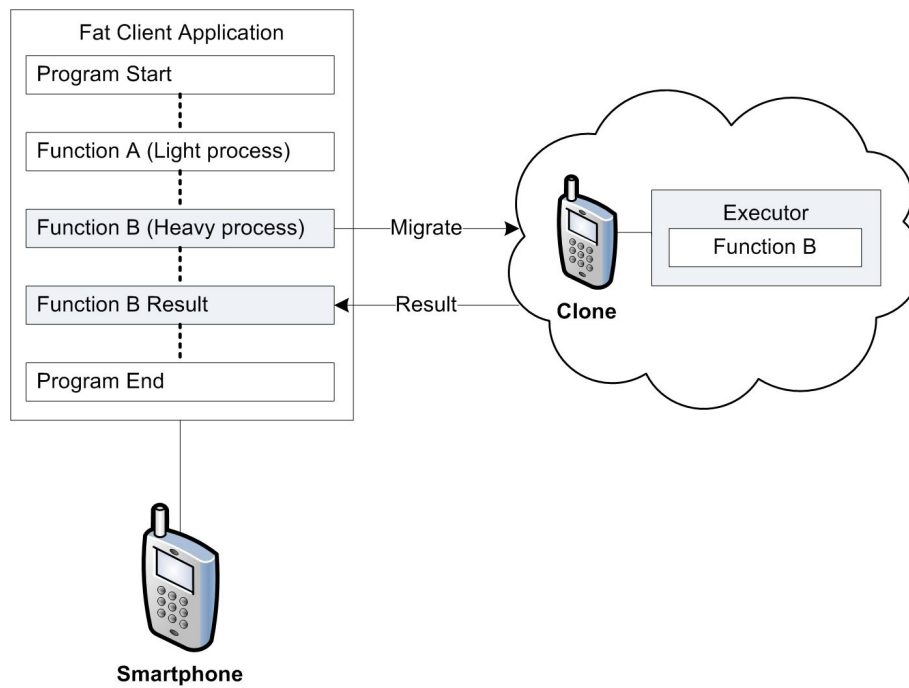 Fat Client Application
Program Start
Function A (Light process)
Function B (Heavy process)
Migrate
Executor
Function B
Clone
Function B Result
Result
Program End
Smartphone